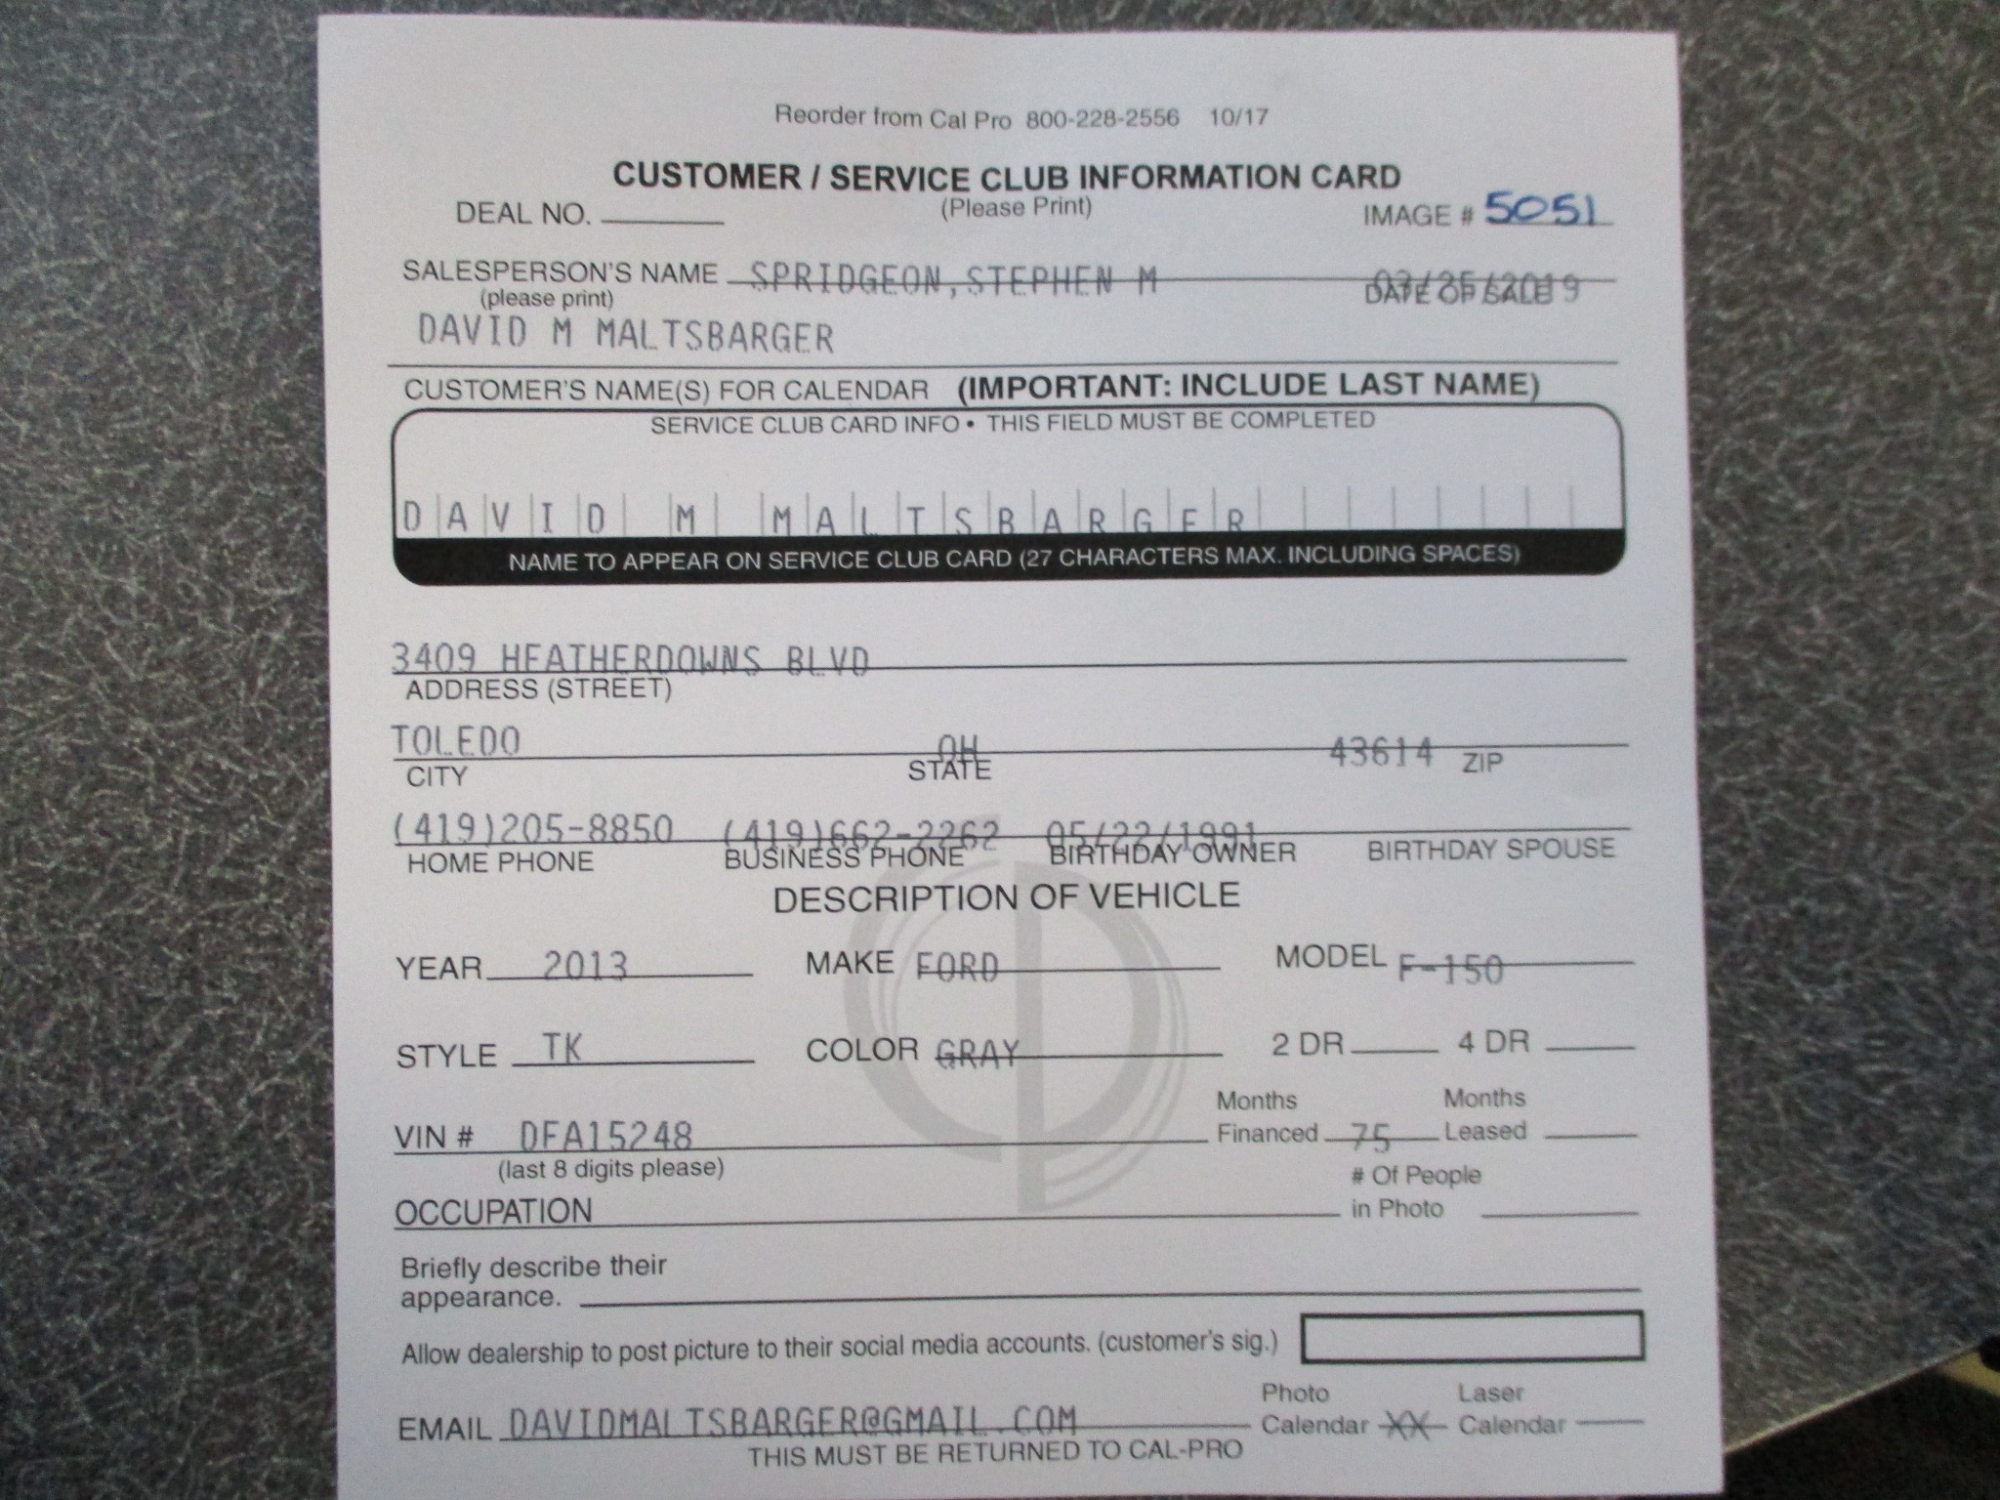 Reorder from Cal Pro 800-228-2556 10/17
CUSTOMER / SERVICE CLUB INFORMATION CARD
DEAL NO. (Please Print) IMAGE # 5051
SALESPERSON'S NAME SPRIDGEON,STEPHEN M 03/25/2019
(please print) DATE OF SALE
DAVID M MALTSBARGER
CUSTOMER'S NAME(S) FOR CALENDAR (IMPORTANT: INCLUDE LAST NAME)
SERVICE CLUB CARD INFO • THIS FIELD MUST BE COMPLETED
DAVID M MALTSBARGER
NAME TO APPEAR ON SERVICE CLUB CARD (27 CHARACTERS MAX. INCLUDING SPACES)
3409 HEATHERDOWNS BLVD
ADDRESS (STREET)
TOLEDO OH 43614 ZIP
CITY STATE
(419)205-8850 (419)662-2262 05/22/1991
HOME PHONE BUSINESS PHONE BIRTHDAY OWNER BIRTHDAY SPOUSE
DESCRIPTION OF VEHICLE
YEAR 2013 MAKE FORD MODEL F-150
STYLE TK COLOR GRAY 2 DR 4 DR
Months Months
VIN # DFA15248 Financed 75 Leased
(last 8 digits please) # Of People
OCCUPATION in Photo
Briefly describe their
appearance.
Allow dealership to post picture to their social media accounts. (customer's sig.)
Photo Laser
EMAIL DAVIDMALTSBARGER@GMAIL.COM Calendar XX Calendar
THIS MUST BE RETURNED TO CAL-PRO